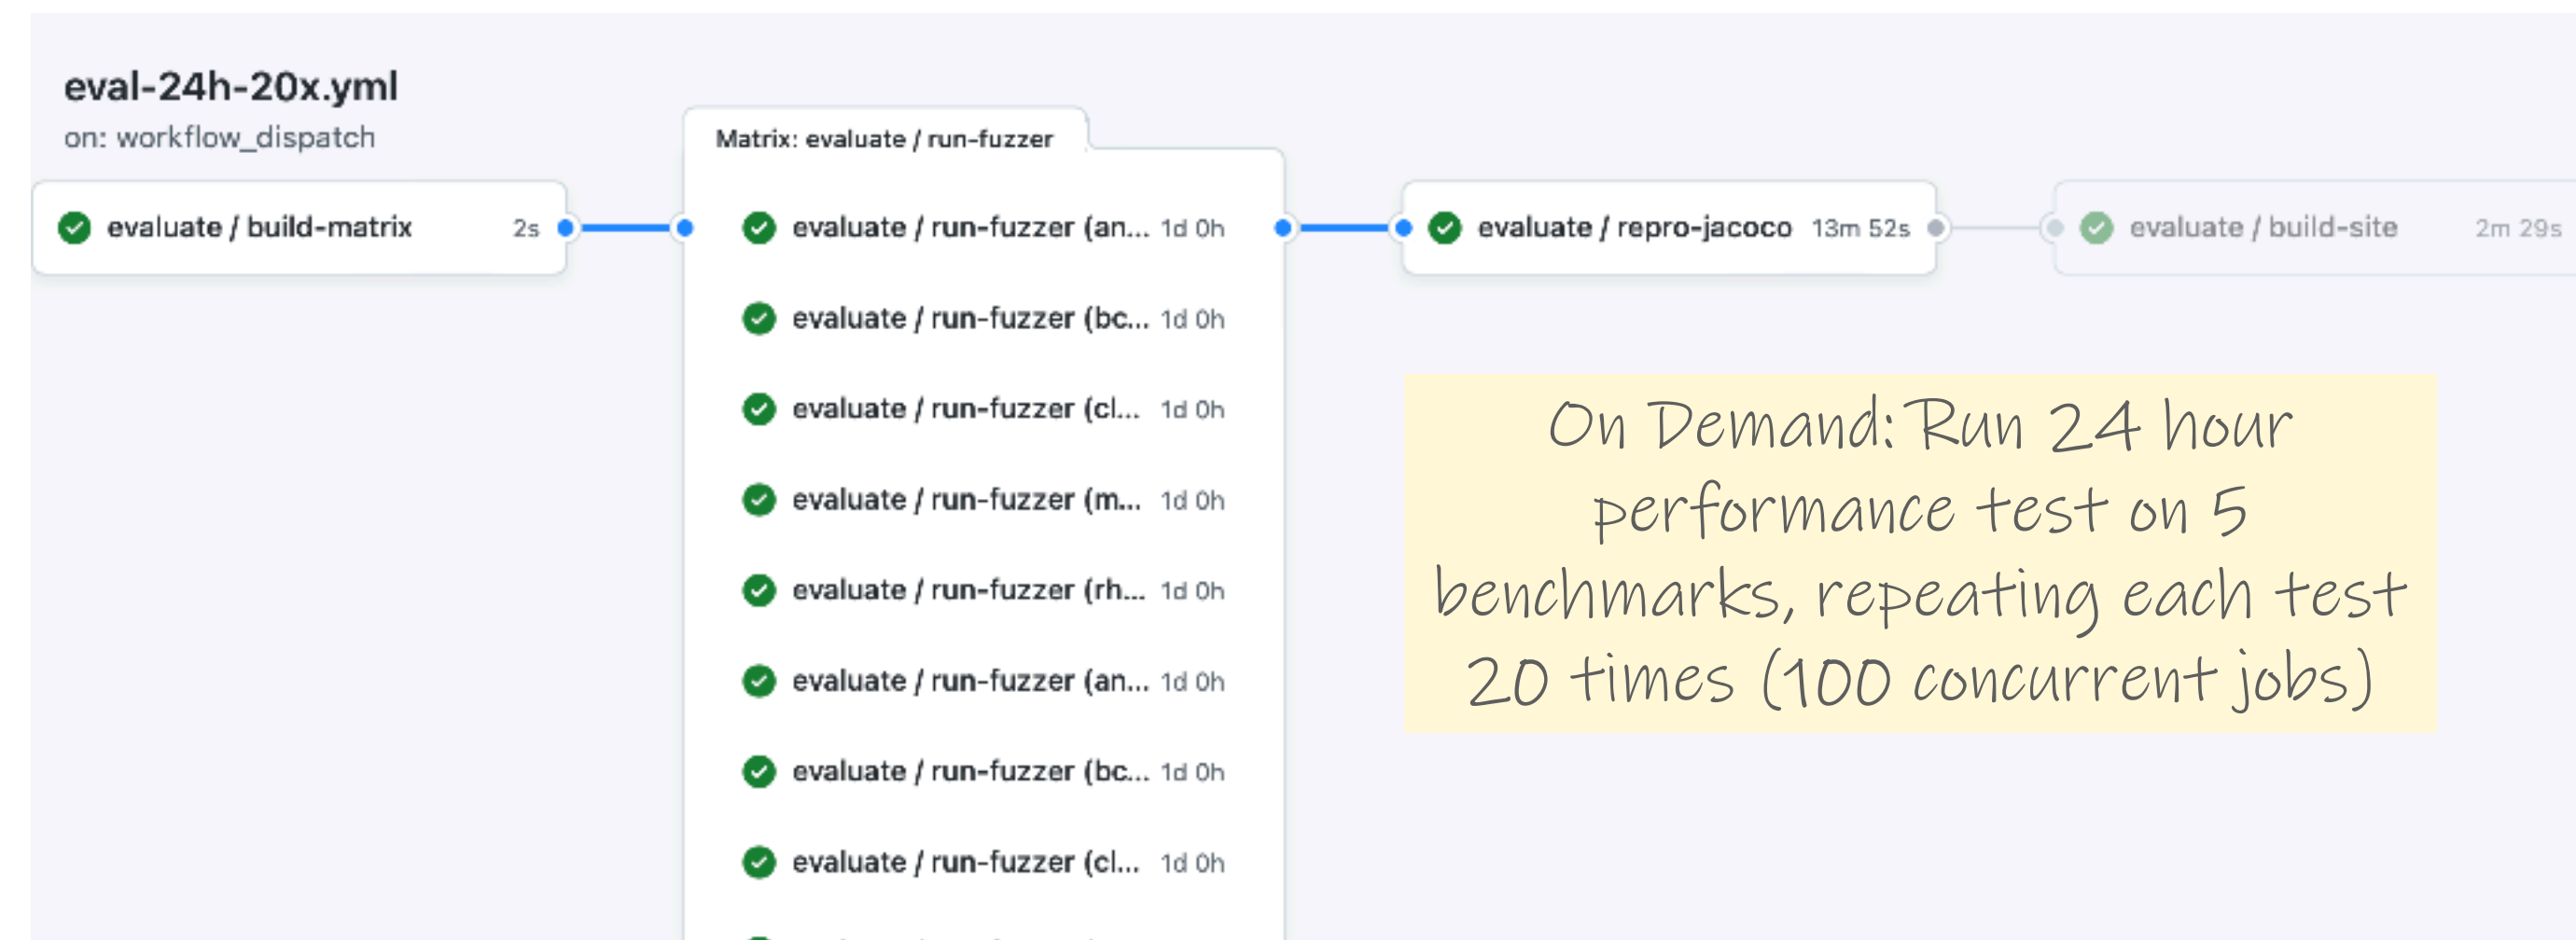 eval-24h-20x.yml
on: workflow_dispatch
evaluate / build-matrix 2s
Matrix: evaluate / run-fuzzer
evaluate / run-fuzzer (an... 1d 0h
evaluate / run-fuzzer (bc... 1d 0h
evaluate / run-fuzzer (cl... 1d 0h
evaluate / run-fuzzer (m... 1d 0h
evaluate / run-fuzzer (rh... 1d 0h
evaluate / run-fuzzer (an... 1d 0h
evaluate / run-fuzzer (bc... 1d 0h
evaluate / run-fuzzer (cl... 1d 0h
evaluate / repro-jacoco 13m 52s
evaluate / build-site 2m 29s
On Demand: Run 24 hour
performance test on 5
benchmarks, repeating each test
20 times (100 concurrent jobs)